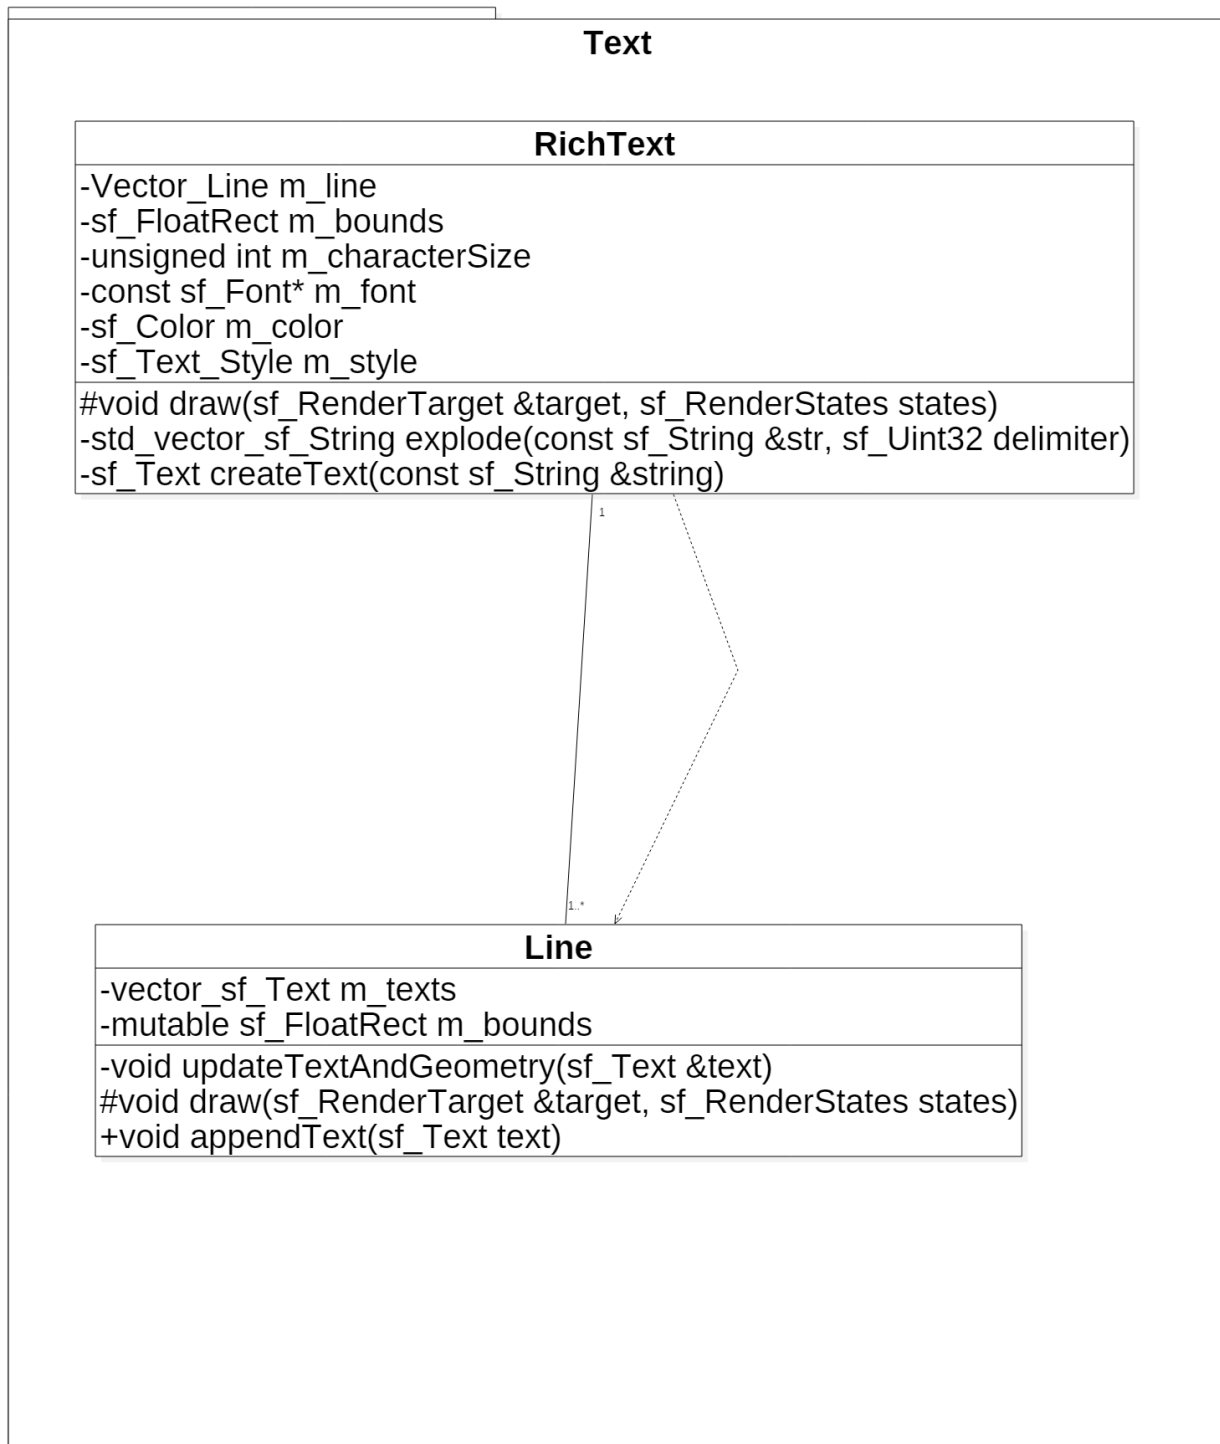 Text
RichText
-Vector_Line m_line
-sf_FloatRect m_bounds
-unsigned int m_characterSize
-const sf_Font* m_font
-sf_Color m_color
-sf_Text_Style m_style
#void draw(sf_RenderTarget &target, sf_RenderStates states)
-std_vector_sf_String explode(const sf_String &str, sf_Uint32 delimiter)
-sf_Text createText(const sf_String &string)
1
1..*
Line
-vector_sf_Text m_texts
-mutable sf_FloatRect m_bounds
-void updateTextAndGeometry(sf_Text &text)
#void draw(sf_RenderTarget &target, sf_RenderStates states)
+void appendText(sf_Text text)